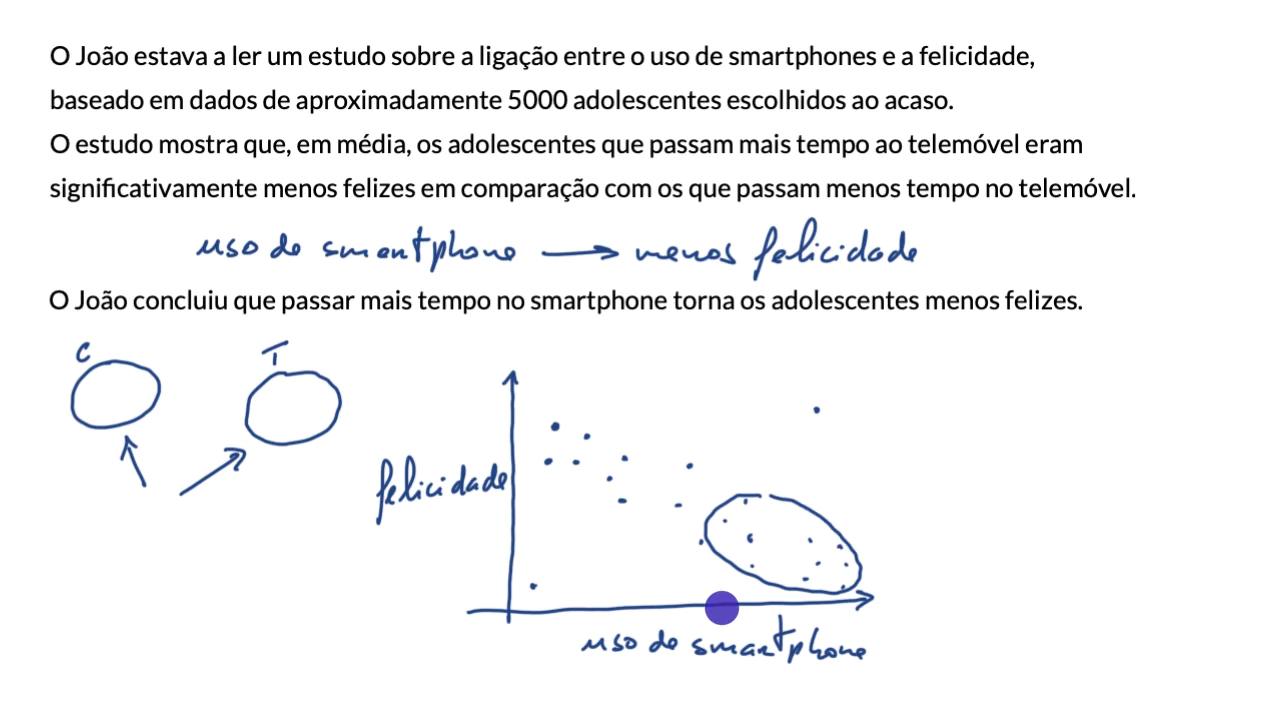 O João estava a ler um estudo sobre a ligação entre o uso de smartphones e a felicidade,
baseado em dados de aproximadamente 5000 adolescentes escolhidos ao acaso.
O estudo mostra que, em média, os adolescentes que passam mais tempo ao telemóvel eram
significativamente menos felizes em comparação com os que passam menos tempo no telemóvel.
uso de smartphone → menos felicidade
O João concluiu que passar mais tempo no smartphone torna os adolescentes menos felizes.
C T
felicidade
uso de smartphone